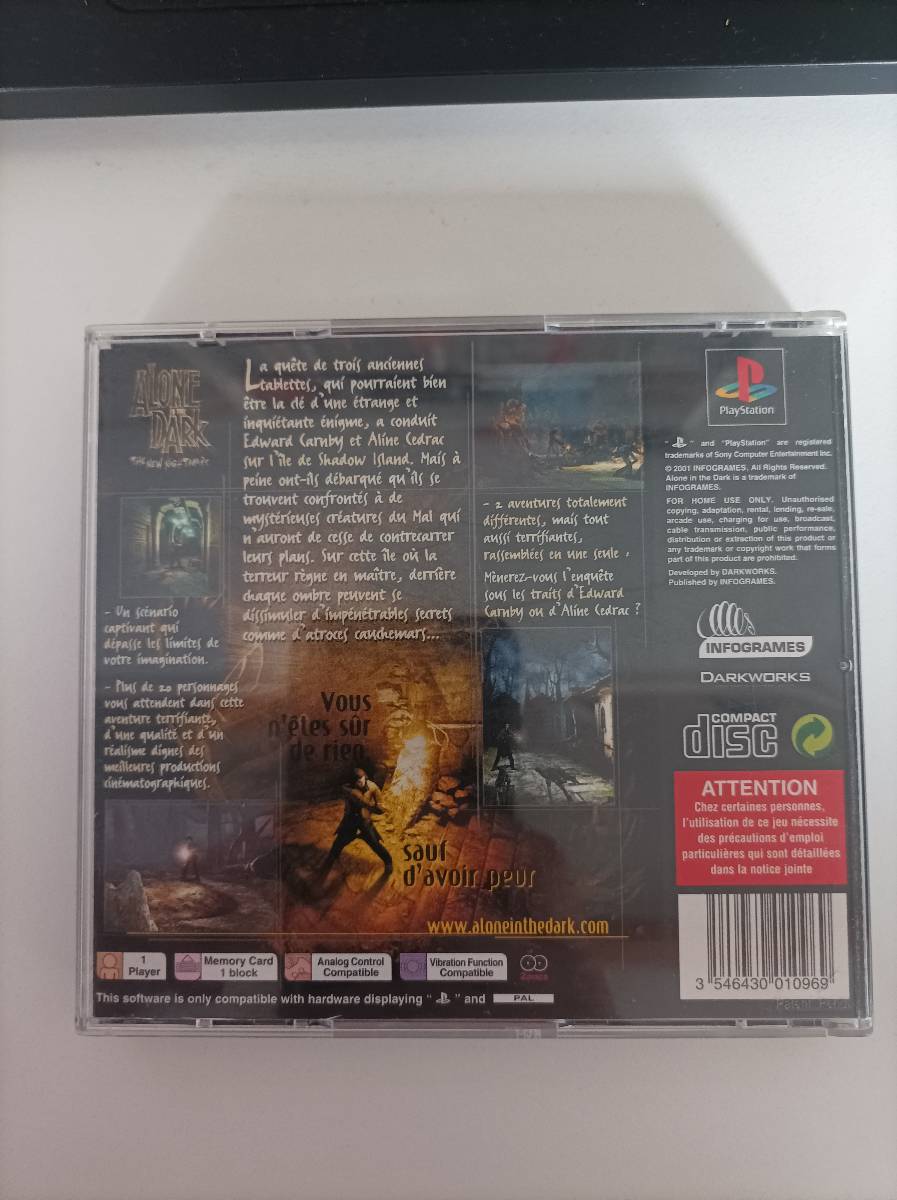 ALONE
IN THE
DARK
THE NEW NIGHTMARE
La quête de trois anciennes
tablettes, qui pourraient bien
être la clé d'une étrange et
inquiétante énigme, a conduit
Edward Carnby et Aline Cedrac
sur l'île de Shadow Island. Mais à
peine ont-ils débarqué qu'ils se
trouvent confrontés à de
mystérieuses créatures du Mal qui
n'auront de cesse de contrecarrer
leurs plans. Sur cette île où la
terreur règne en maître, derrière
chaque ombre peuvent se
dissimuler d'impénétrables secrets
comme d'atroces cauchemars...
- Un scénario
captivant qui
dépasse les limites de
votre imagination.
- Plus de 20 personnages
vous attendent dans cette
aventure terrifiante,
d'une qualité et d'un
réalisme dignes des
meilleures productions
cinématographiques.
- 2 aventures totalement
différentes, mais tout
aussi terrifiantes,
rassemblées en une seule :
Mènerez-vous l'enquête
sous les traits d'Edward
Carnby ou d'Aline Cedrac ?
Vous
n'êtes sûr
de rien
sauf
d'avoir peur
www.aloneinthedark.com
PlayStation
" " and "PlayStation" are registered
trademarks of Sony Computer Entertainment Inc.
© 2001 INFOGRAMES, All Rights Reserved.
Alone in the Dark is a trademark of
INFOGRAMES.
FOR HOME USE ONLY. Unauthorised
copying, adaptation, rental, lending, re-sale,
arcade use, charging for use, broadcast,
cable transmission, public performance,
distribution or extraction of this product or
any trademark or copyright work that forms
part of this product are prohibited.
Developed by DARKWORKS.
Published by INFOGRAMES.
INFOGRAMES
DARKWORKS
COMPACT
disc
ATTENTION
Chez certaines personnes,
l'utilisation de ce jeu nécessite
des précautions d'emploi
particulières qui sont détaillées
dans la notice jointe
3 546430 010969
1
Player
Memory Card
1 block
Analog Control
Compatible
Vibration Function
Compatible
2 DISCS
This software is only compatible with hardware displaying " " and PAL